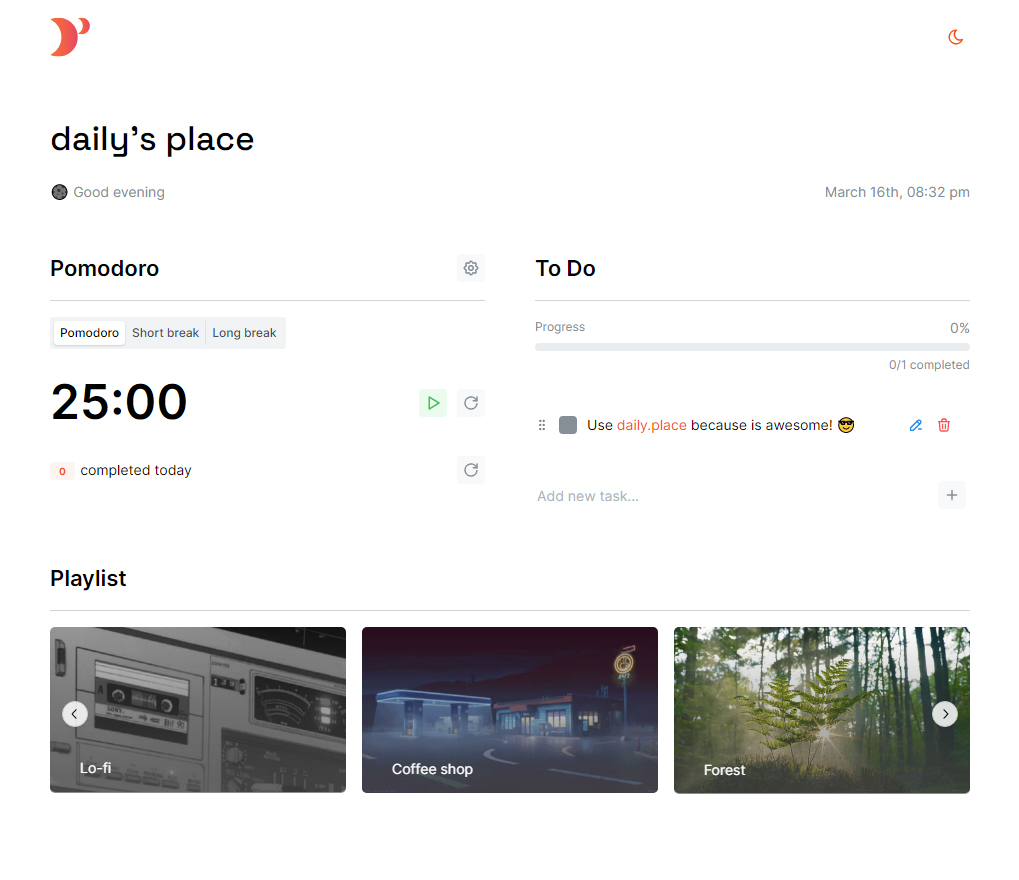 daily's place
Good evening
March 16th, 08:32 pm
Pomodoro
Pomodoro Short break Long break
25:00
0 completed today
To Do
Progress 0%
0/1 completed
Use daily.place because is awesome! 😎
Add new task...
Playlist
Lo-fi
Coffee shop
Forest